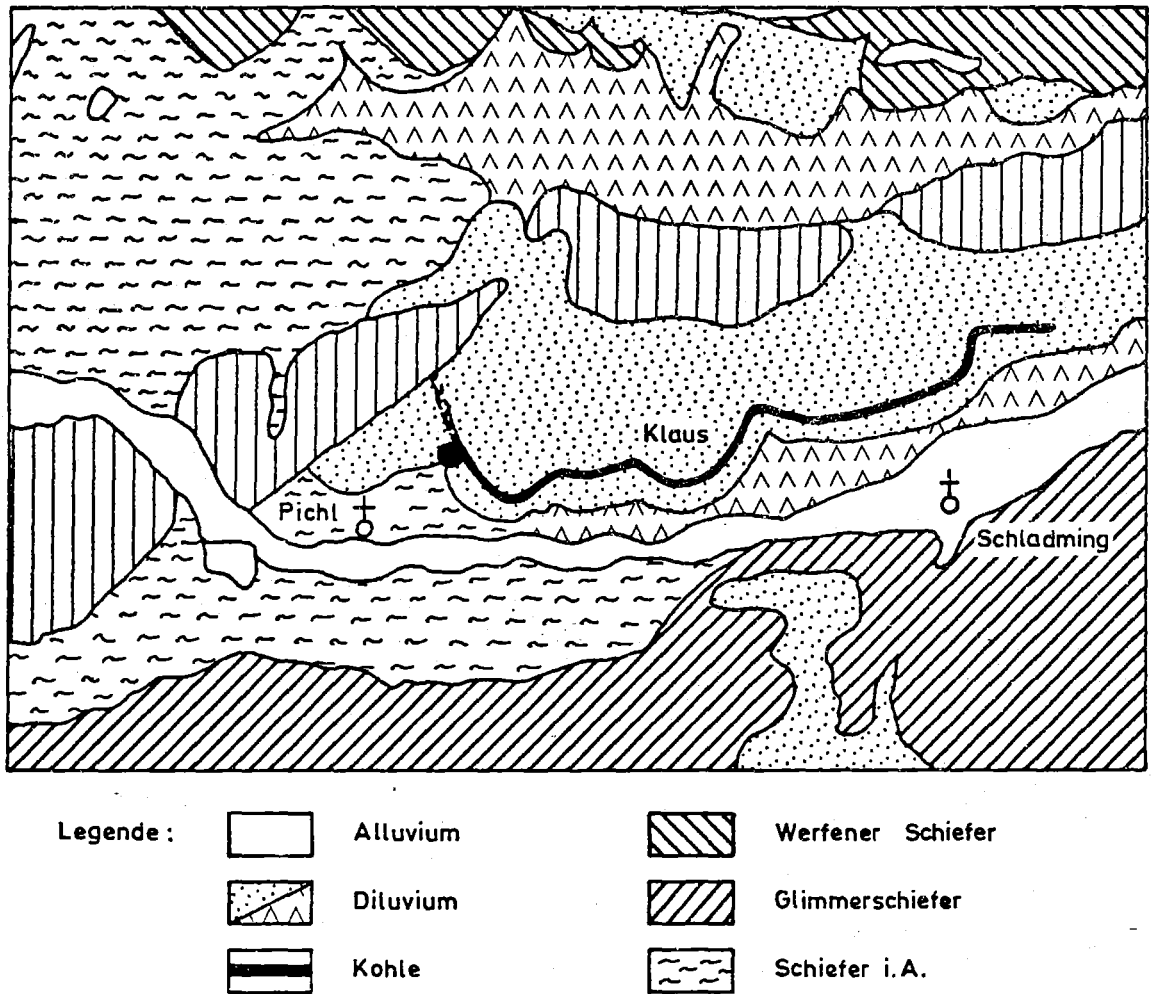 Klaus
Pichl
Schladming
Legende :
Alluvium
Werfener Schiefer
Diluvium
Glimmerschiefer
Kohle
Schiefer i.A.